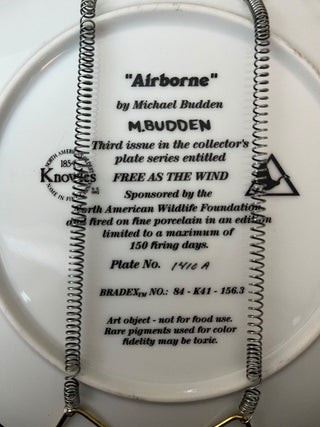 "Airborne"
by Michael Budden
M.BUDDEN
Third issue in the collector's
plate series entitled
FREE AS THE WIND
Sponsored by the
North American Wildlife Foundation
and fired on fine porcelain in an edition
limited to a maximum of
150 firing days.
Plate No. 1410 A
BRADEX™ NO.: 84 - K41 - 156.3
Art object - not for food use.
Rare pigments used for color
fidelity may be toxic.
Knowles